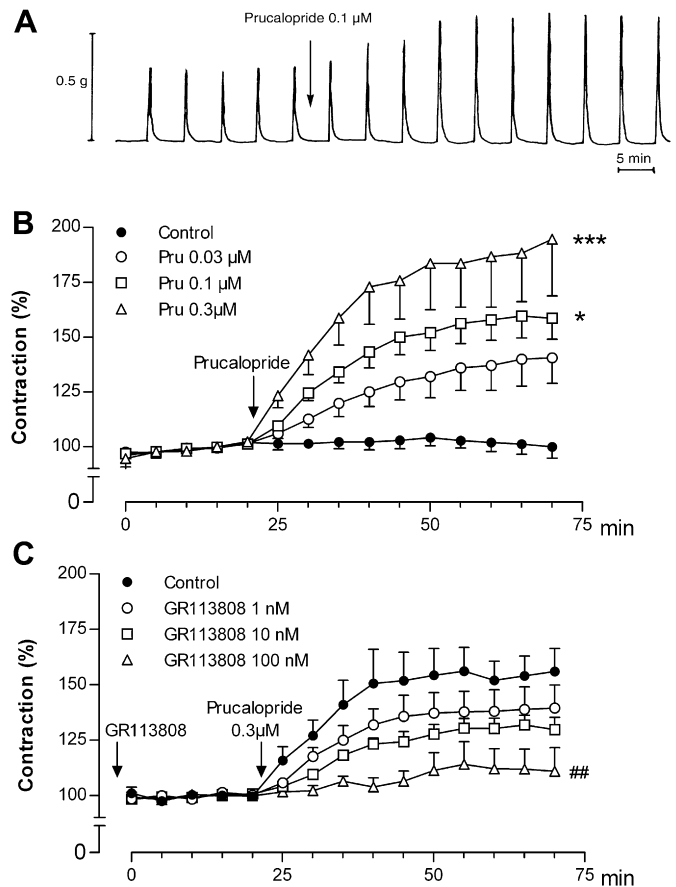 A
Prucalopride 0.1 µM
0.5 g
5 min
B
200
175
150
125
100
0
Contraction (%)
Control
Pru 0.03 µM
Pru 0.1 µM
Pru 0.3µM
Prucalopride
***
*
0
25
50
75
min
C
200
175
150
125
100
0
Contraction (%)
Control
GR113808 1 nM
GR113808 10 nM
GR113808 100 nM
GR113808
Prucalopride
0.3µM
##
0
25
50
75
min